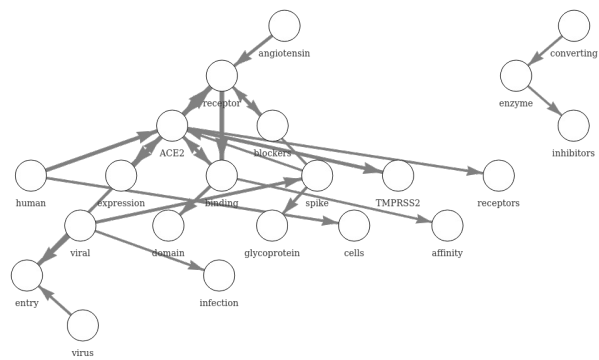 angiotensin
converting
receptor
enzyme
ACE2
blockers
inhibitors
human
expression
binding
spike
TMPRSS2
receptors
viral
domain
glycoprotein
cells
affinity
entry
infection
virus